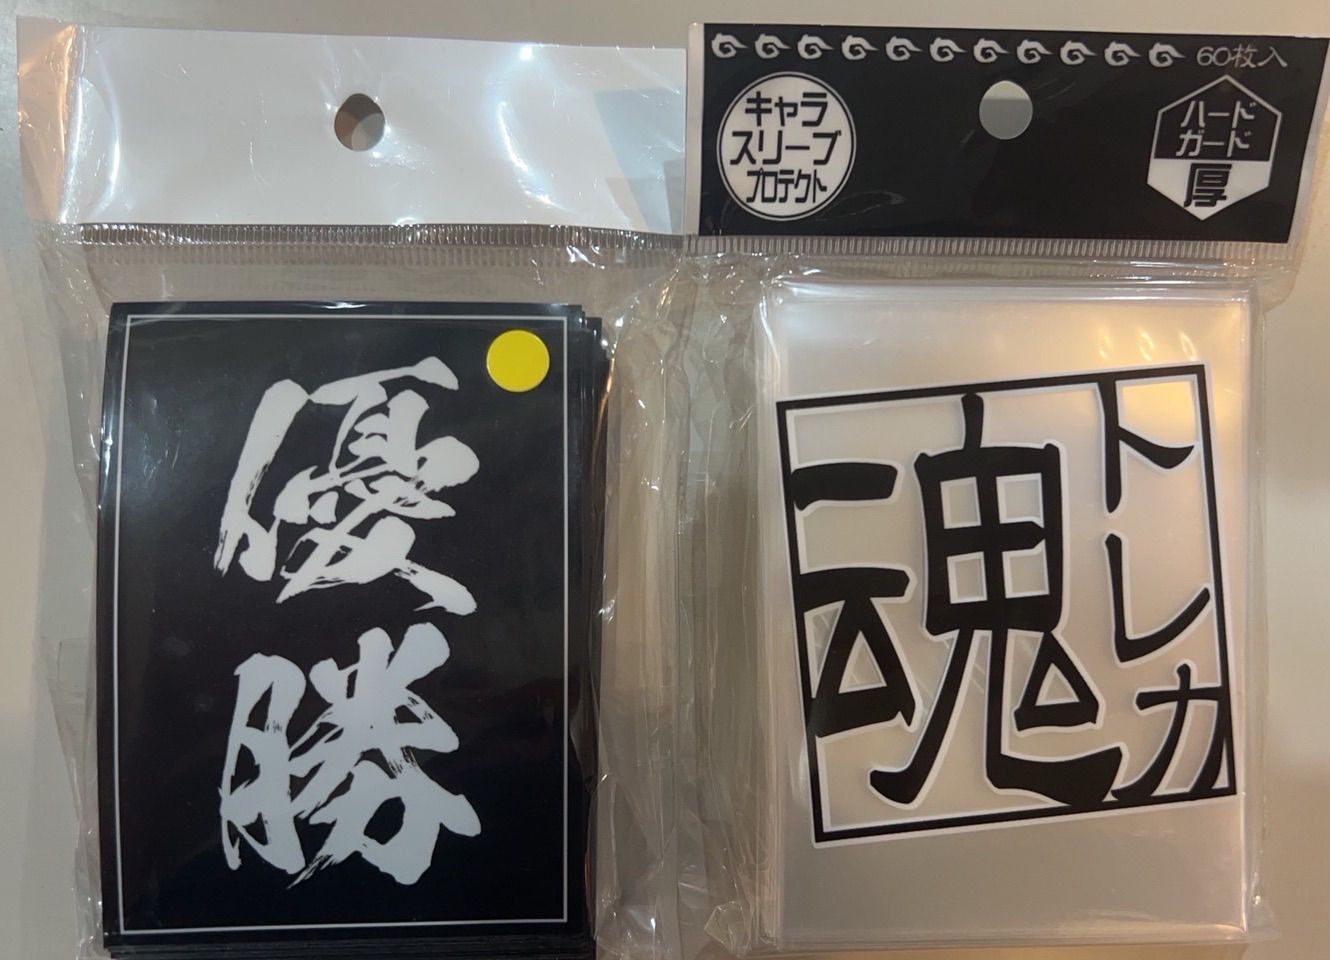 優勝
60枚入
キャラ
スリーブ
プロテクト
ハード
ガード
厚
トレカ
魂